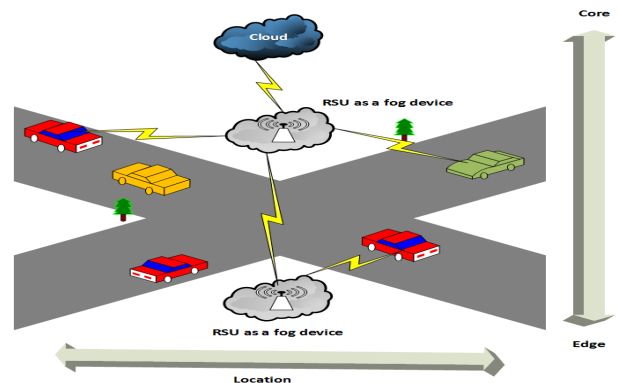 Core
Cloud
RSU as a fog device
RSU as a fog device
Edge
Location